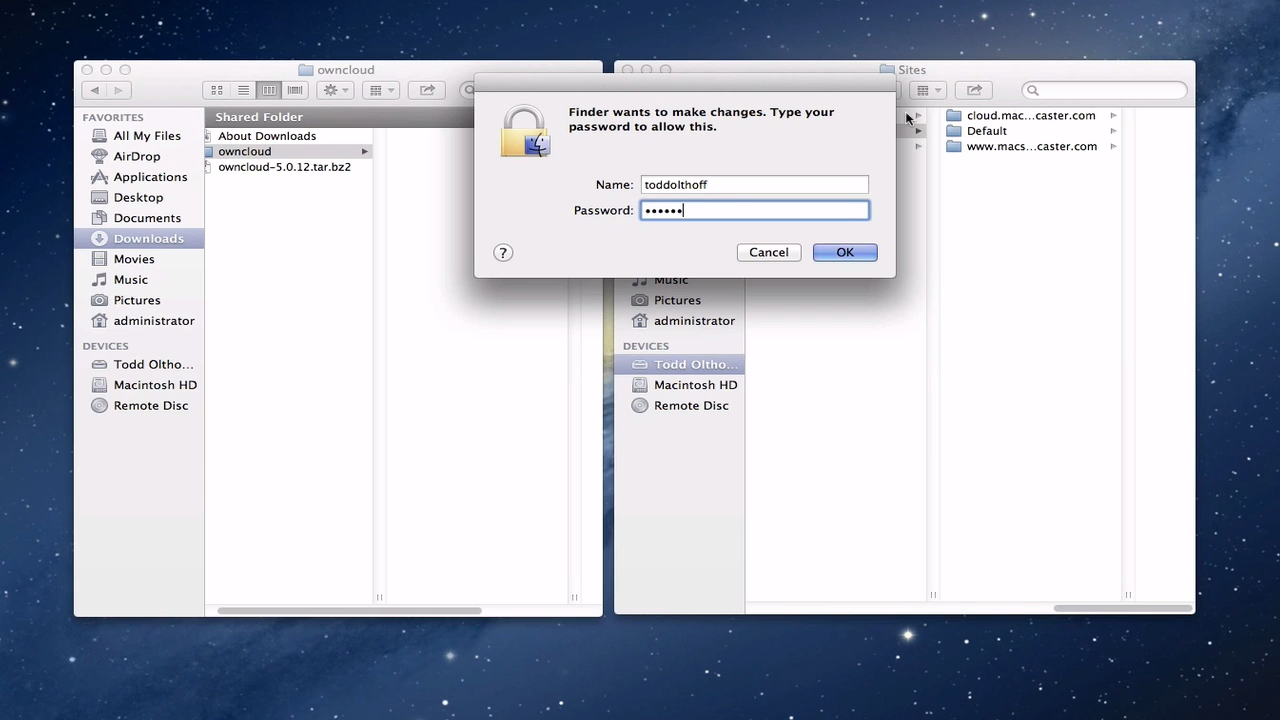 owncloud
Sites
Shared Folder
FAVORITES
All My Files
AirDrop
Applications
Desktop
Documents
Downloads
Movies
Music
Pictures
administrator
DEVICES
Todd Oltho...
Macintosh HD
Remote Disc
About Downloads
owncloud
owncloud-5.0.12.tar.bz2
Finder wants to make changes. Type your
password to allow this.
Name: toddolthoff
Password: ••••••
?
Cancel
OK
Music
Pictures
administrator
DEVICES
Todd Oltho...
Macintosh HD
Remote Disc
cloud.mac...caster.com
Default
www.macs...caster.com